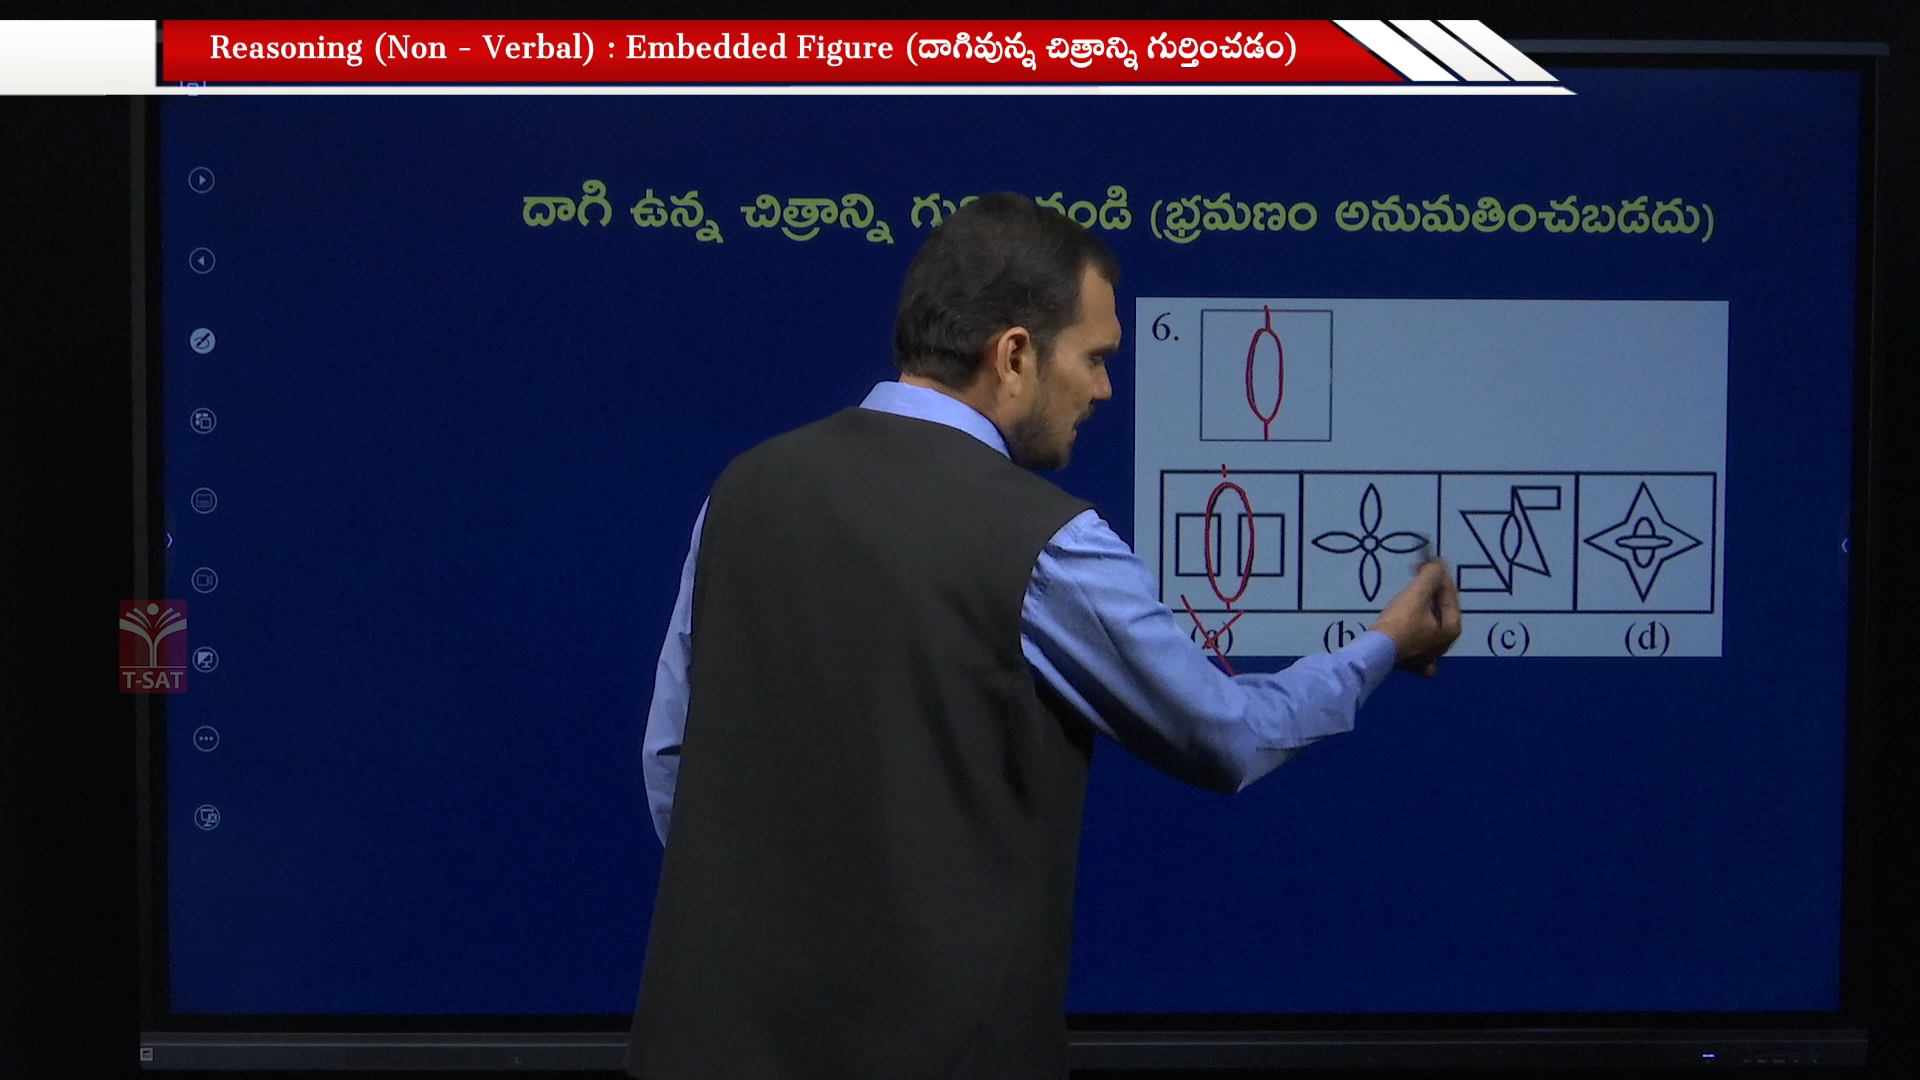 Reasoning (Non - Verbal) : Embedded Figure (దాగివున్న చిత్రాన్ని గుర్తించడం)
దాగి ఉన్న చిత్రాన్ని (భ్రమణం అనుమతించబడదు)
6.
(a) (b) (c) (d)
T-SAT